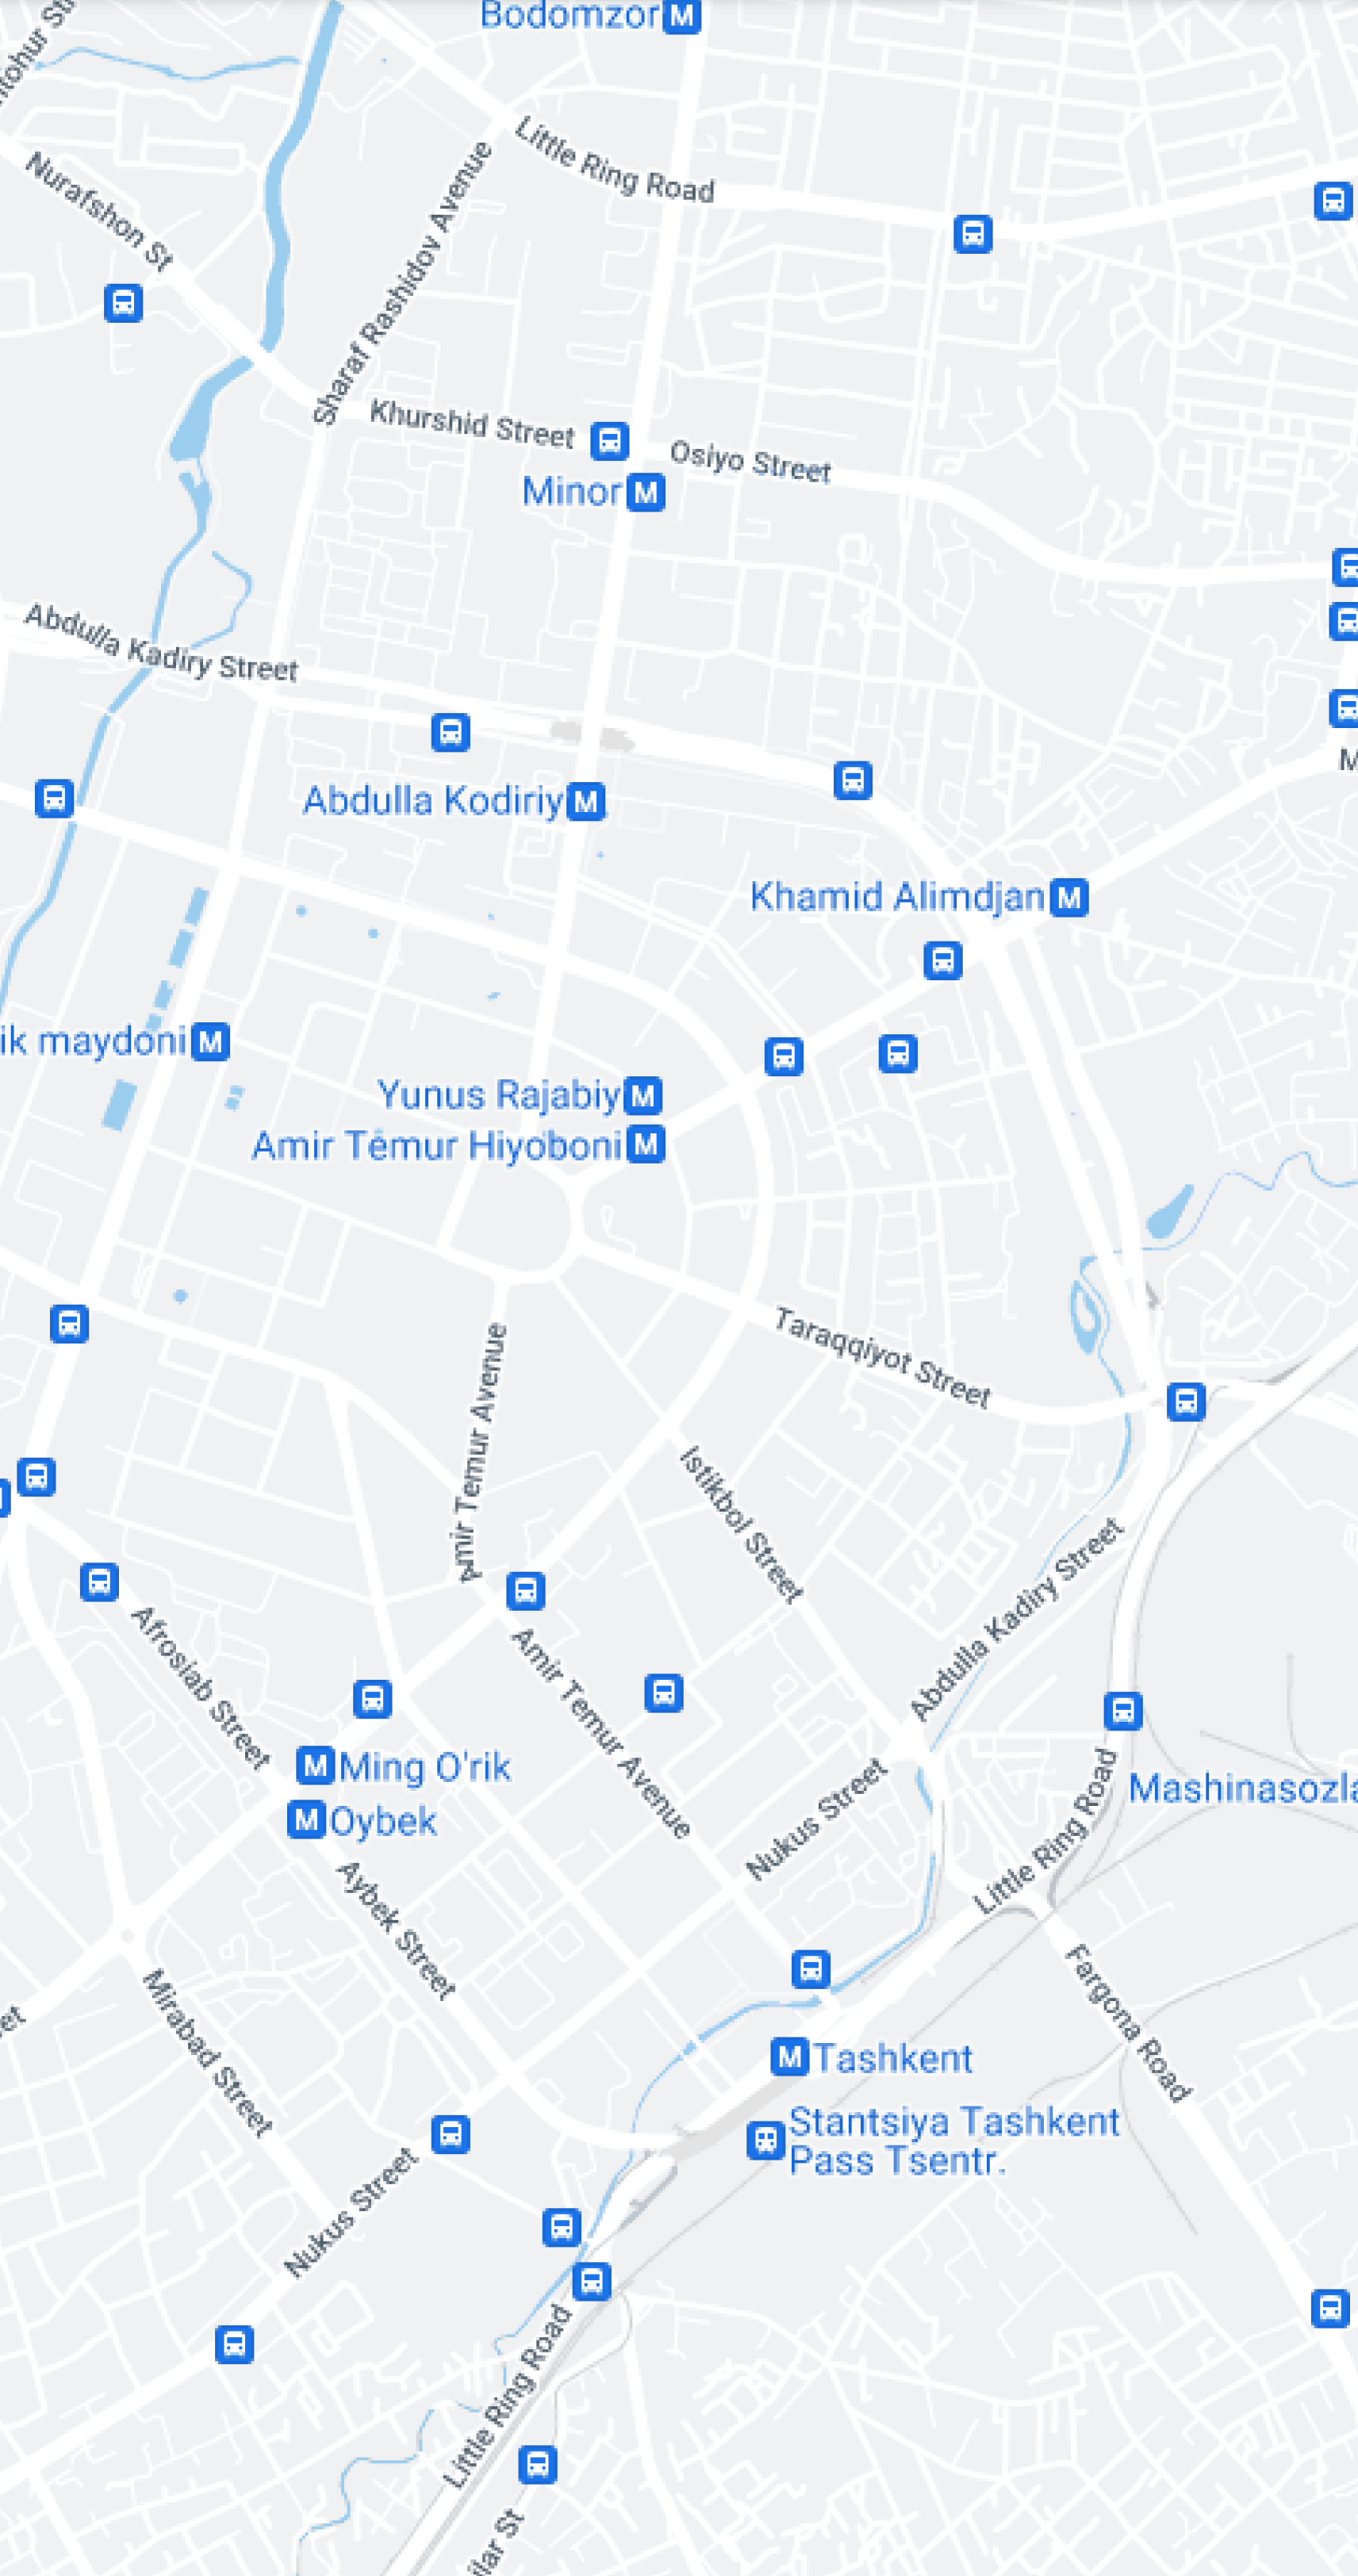 Bodomzor
Little Ring Road
Nurafshon St
Sharaf Rashidov Avenue
Khurshid Street
Osiyo Street
Minor
Abdulla Kadiry Street
Abdulla Kodiriy
M
Khamid Alimdjan
ik maydoni
Yunus Rajabiy
Amir Temur Hiyoboni
Taraqqiyot Street
Amir Temur Avenue
Istikbol Street
Abdulla Kadiry Street
Afrosiab Street
Amir Temur Avenue
Ming O'rik
Oybek
Mashinasozla
Nukus Street
Little Ring Road
Aybek Street
Fargona Road
Mirabad Street
et
Tashkent
Stantsiya Tashkent
Pass Tsentr.
Nukus Street
Little Ring Road
ilar St